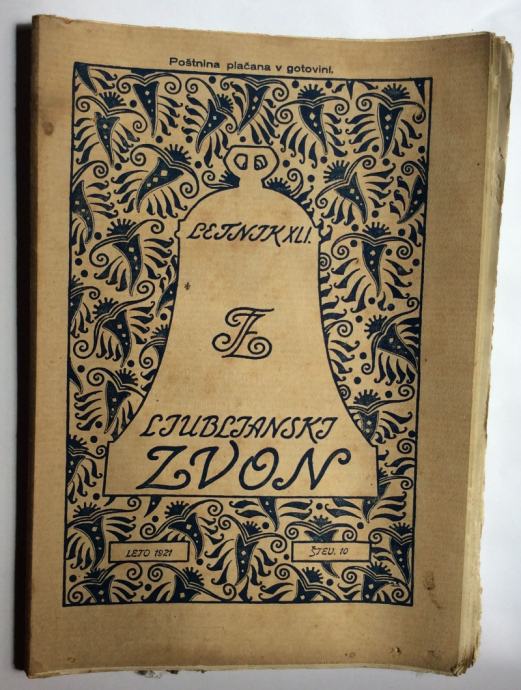 Poštnina plačana v gotovini.
LETNIK XLI.
LJUBLJANSKI
ZVON
LETO 1921
ŠTEV. 10